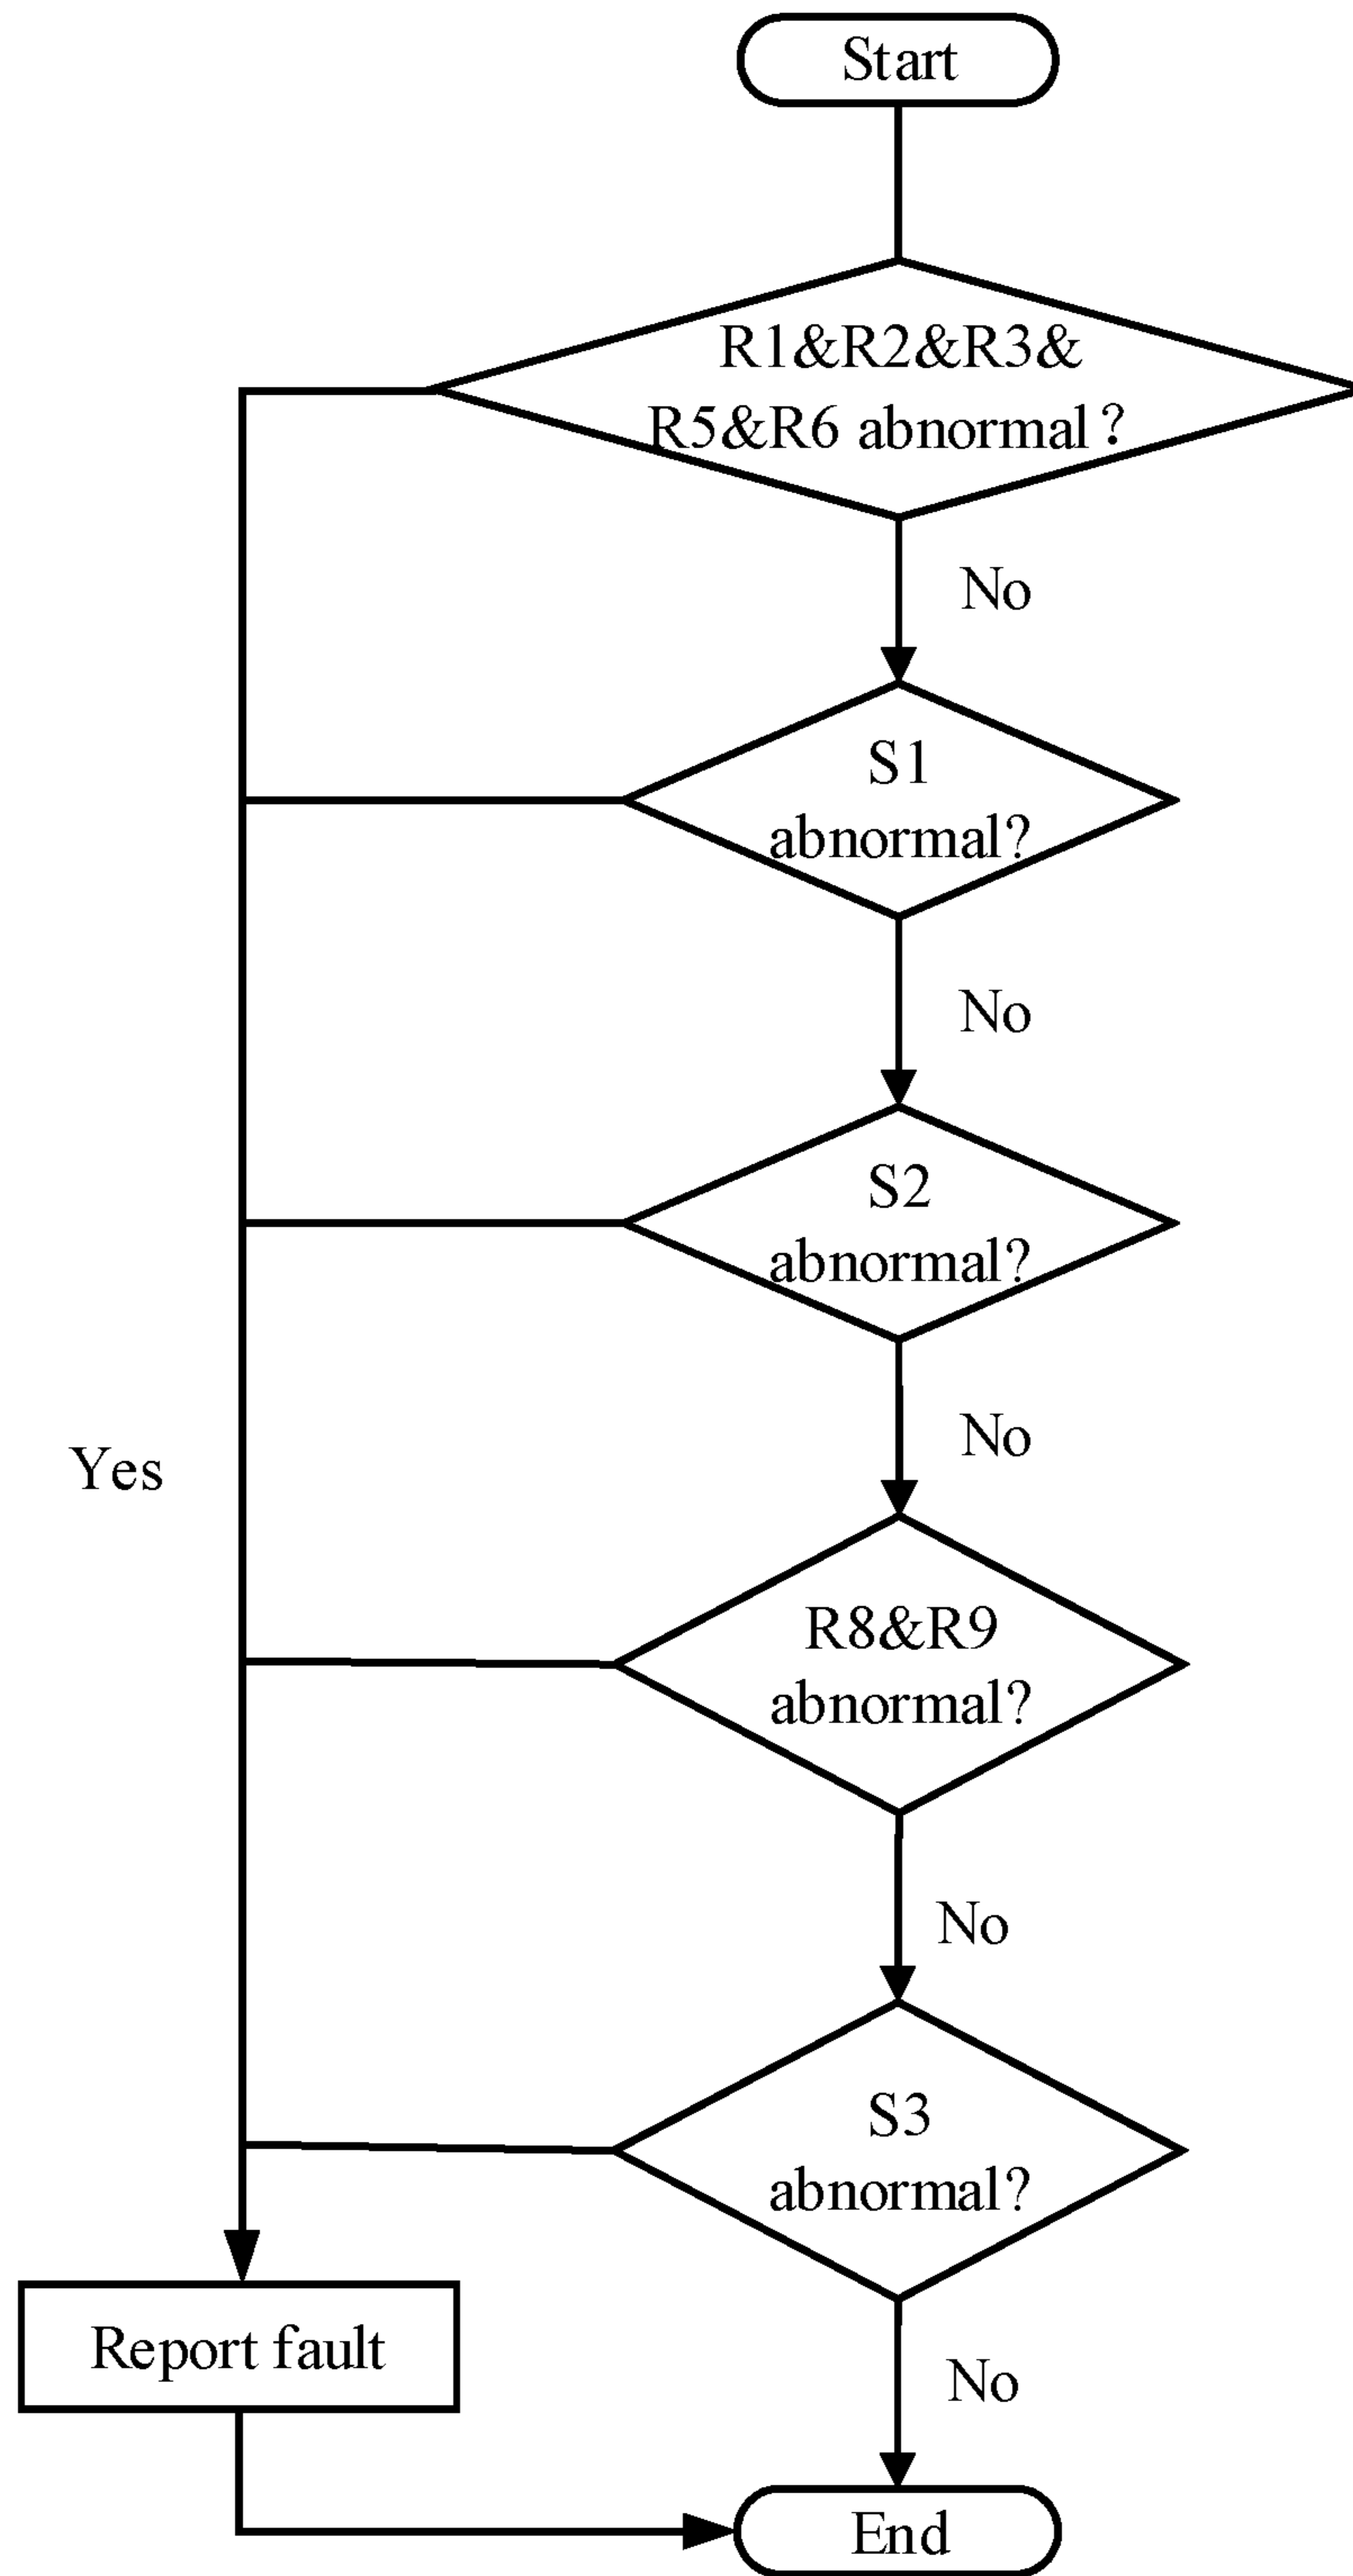 Start
R1&R2&R3&
R5&R6 abnormal?
No
S1
abnormal?
No
S2
abnormal?
No
Yes
R8&R9
abnormal?
No
S3
abnormal?
Report fault
No
End